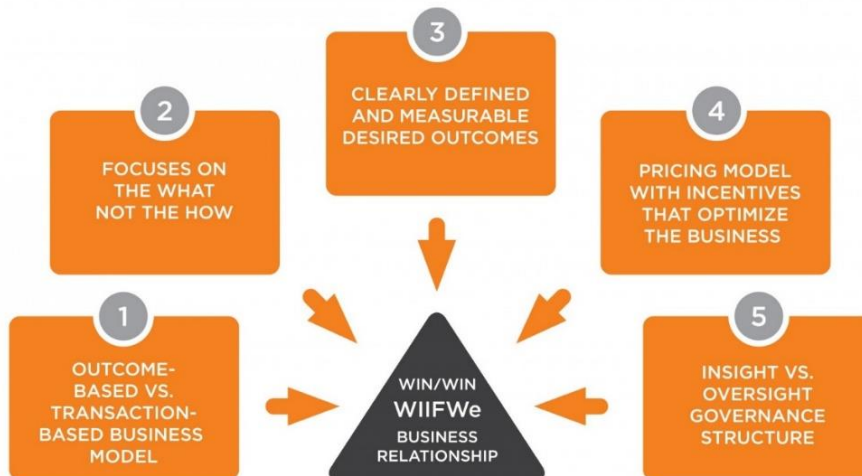 1
OUTCOME-
BASED VS.
TRANSACTION-
BASED BUSINESS
MODEL
2
FOCUSES ON
THE WHAT
NOT THE HOW
3
CLEARLY DEFINED
AND MEASURABLE
DESIRED OUTCOMES
4
PRICING MODEL
WITH INCENTIVES
THAT OPTIMIZE
THE BUSINESS
5
INSIGHT VS.
OVERSIGHT
GOVERNANCE
STRUCTURE
WIN/WIN
WIIFWe
BUSINESS
RELATIONSHIP